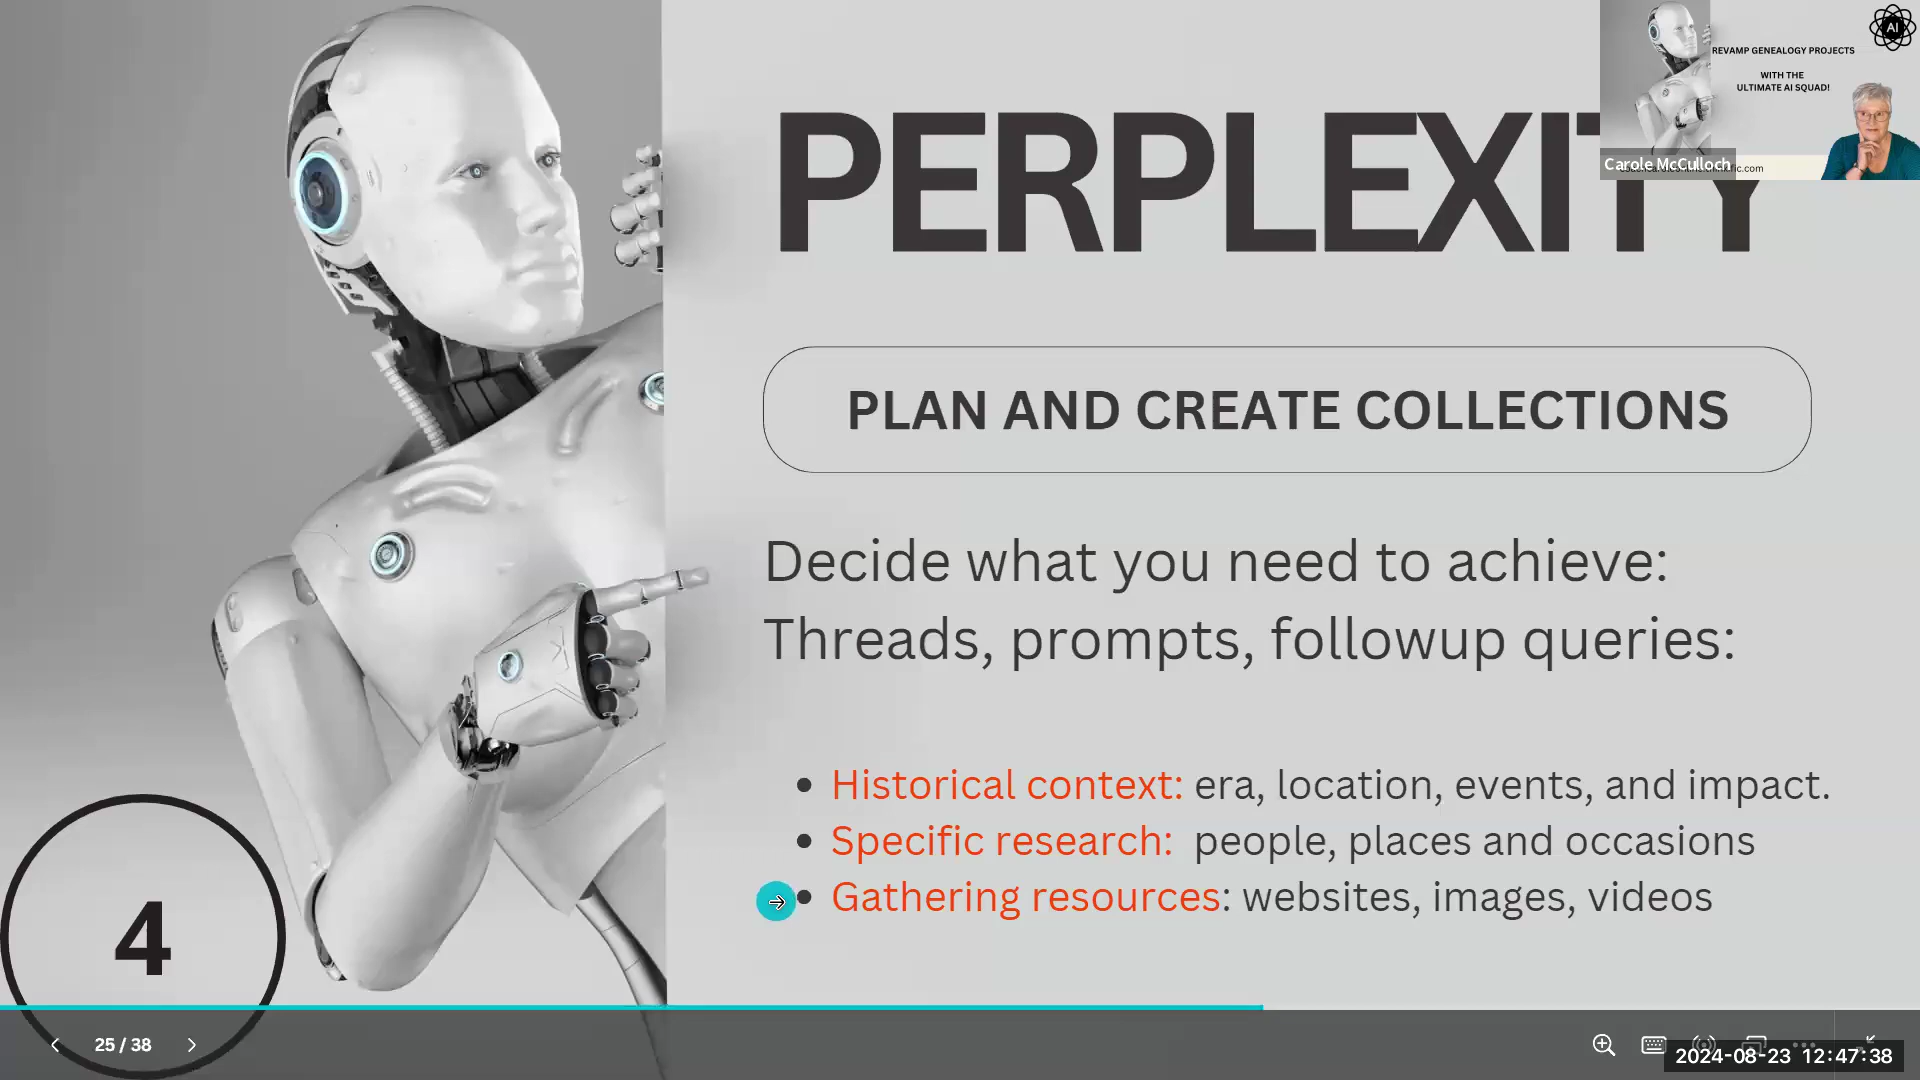 PERPLEXITY
REVAMP GENEALOGY PROJECTS
WITH THE
ULTIMATE AI SQUAD!
AI
Carole McCulloch
PLAN AND CREATE COLLECTIONS
Decide what you need to achieve:
Threads, prompts, followup queries:
• Historical context: era, location, events, and impact.
• Specific research: people, places and occasions
• Gathering resources: websites, images, videos
4
25 / 38
2024-08-23 12:47:38